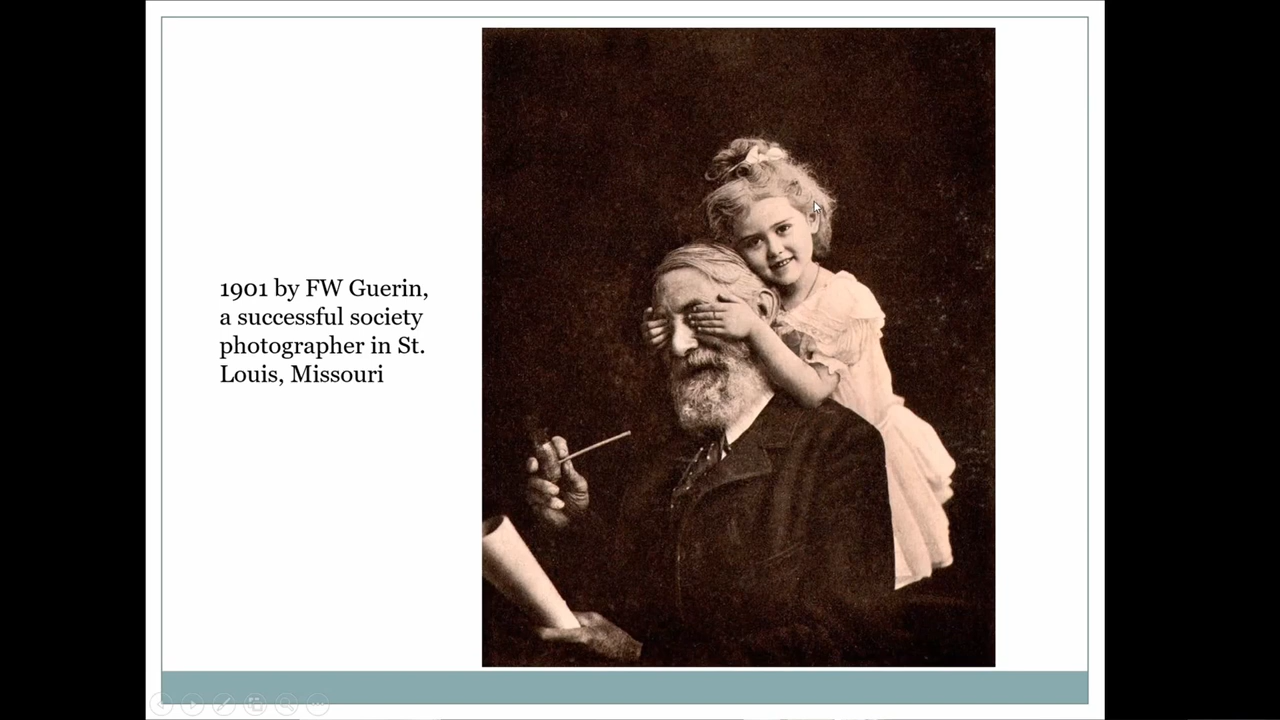 1901 by FW Guerin,
a successful society
photographer in St.
Louis, Missouri